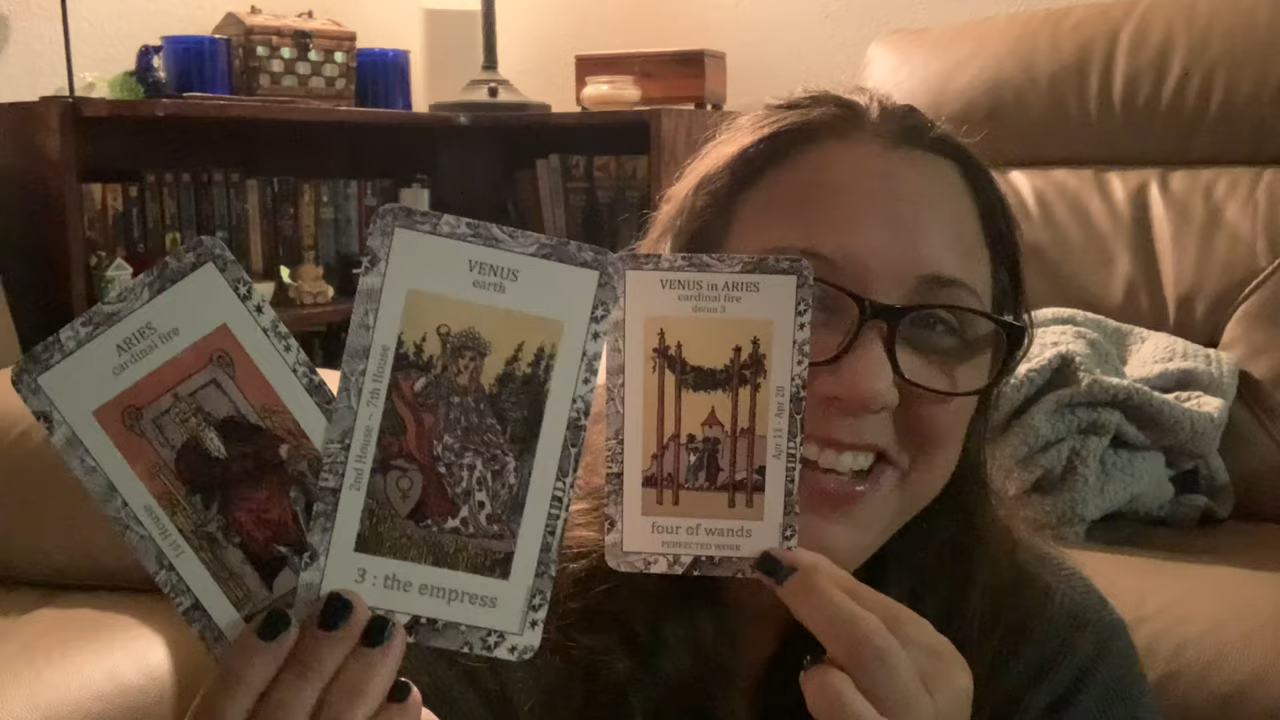 ARIES
cardinal fire
1st House
VENUS
earth
2nd House ~ 7th House
3 : the empress
VENUS in ARIES
cardinal fire
decan 3
Apr 11 - Apr 20
four of wands
PERFECTED WORK